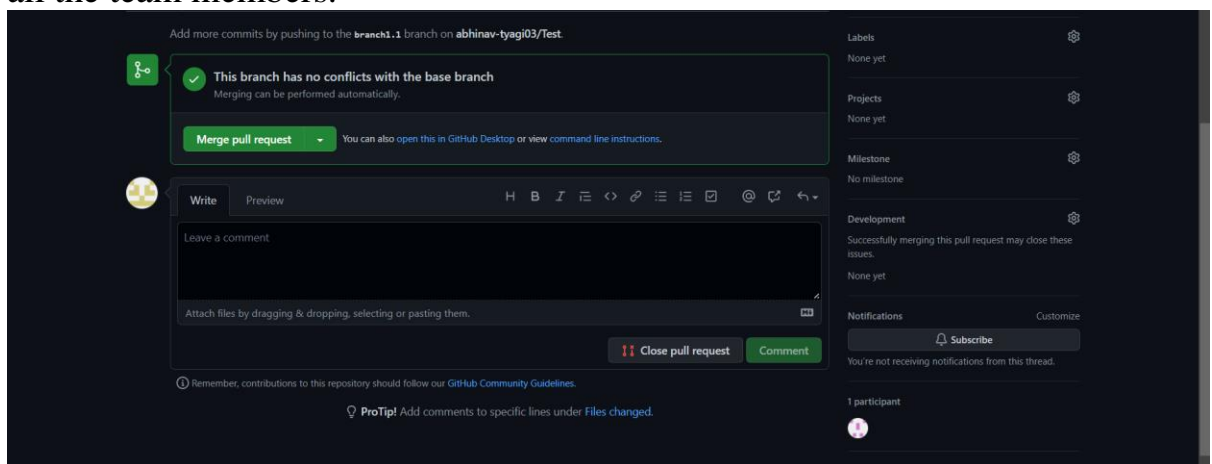 all the team members.
Add more commits by pushing to the branch1.1 branch on abhinav-tyagi03/Test.
This branch has no conflicts with the base branch
Merging can be performed automatically.
Merge pull request
You can also open this in GitHub Desktop or view command line instructions.
Write
Preview
Leave a comment
Attach files by dragging & dropping, selecting or pasting them.
Close pull request
Comment
Remember, contributions to this repository should follow our GitHub Community Guidelines.
ProTip! Add comments to specific lines under Files changed.
Labels
None yet
Projects
None yet
Milestone
No milestone
Development
Successfully merging this pull request may close these
issues.
None yet
Notifications
Customize
Subscribe
You're not receiving notifications from this thread.
1 participant